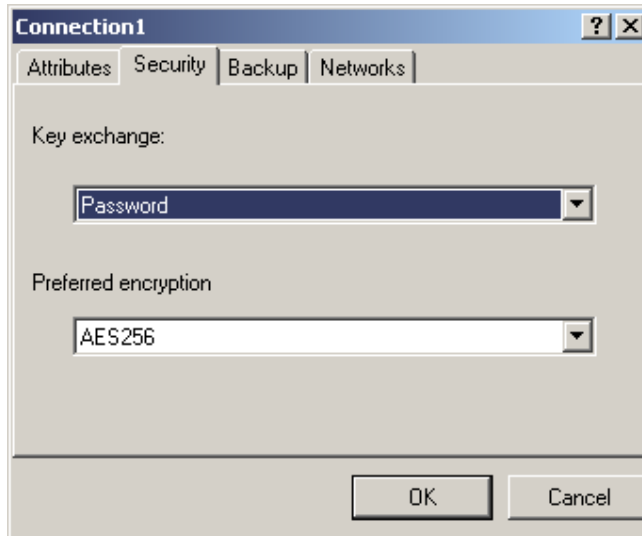 Connection1
Attributes Security Backup Networks
Key exchange:
Password
Preferred encryption
AES256
OK Cancel